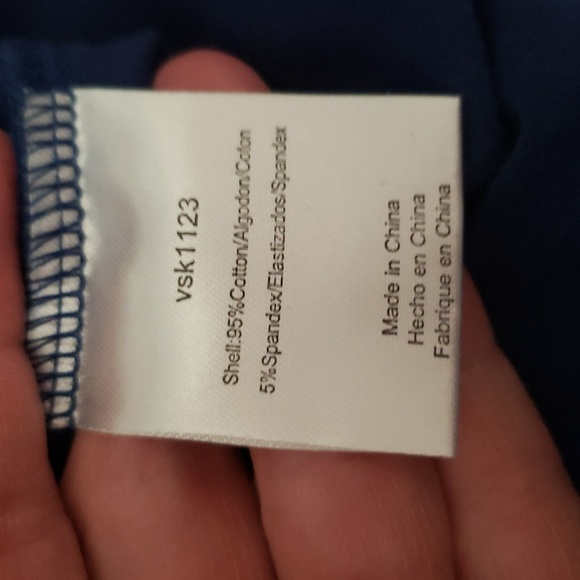 vsk1123
Shell:95%Cotton/Algodon/Coton
5%Spandex/Elastizados/Spandex
Made in China
Hecho en China
Fabrique en China